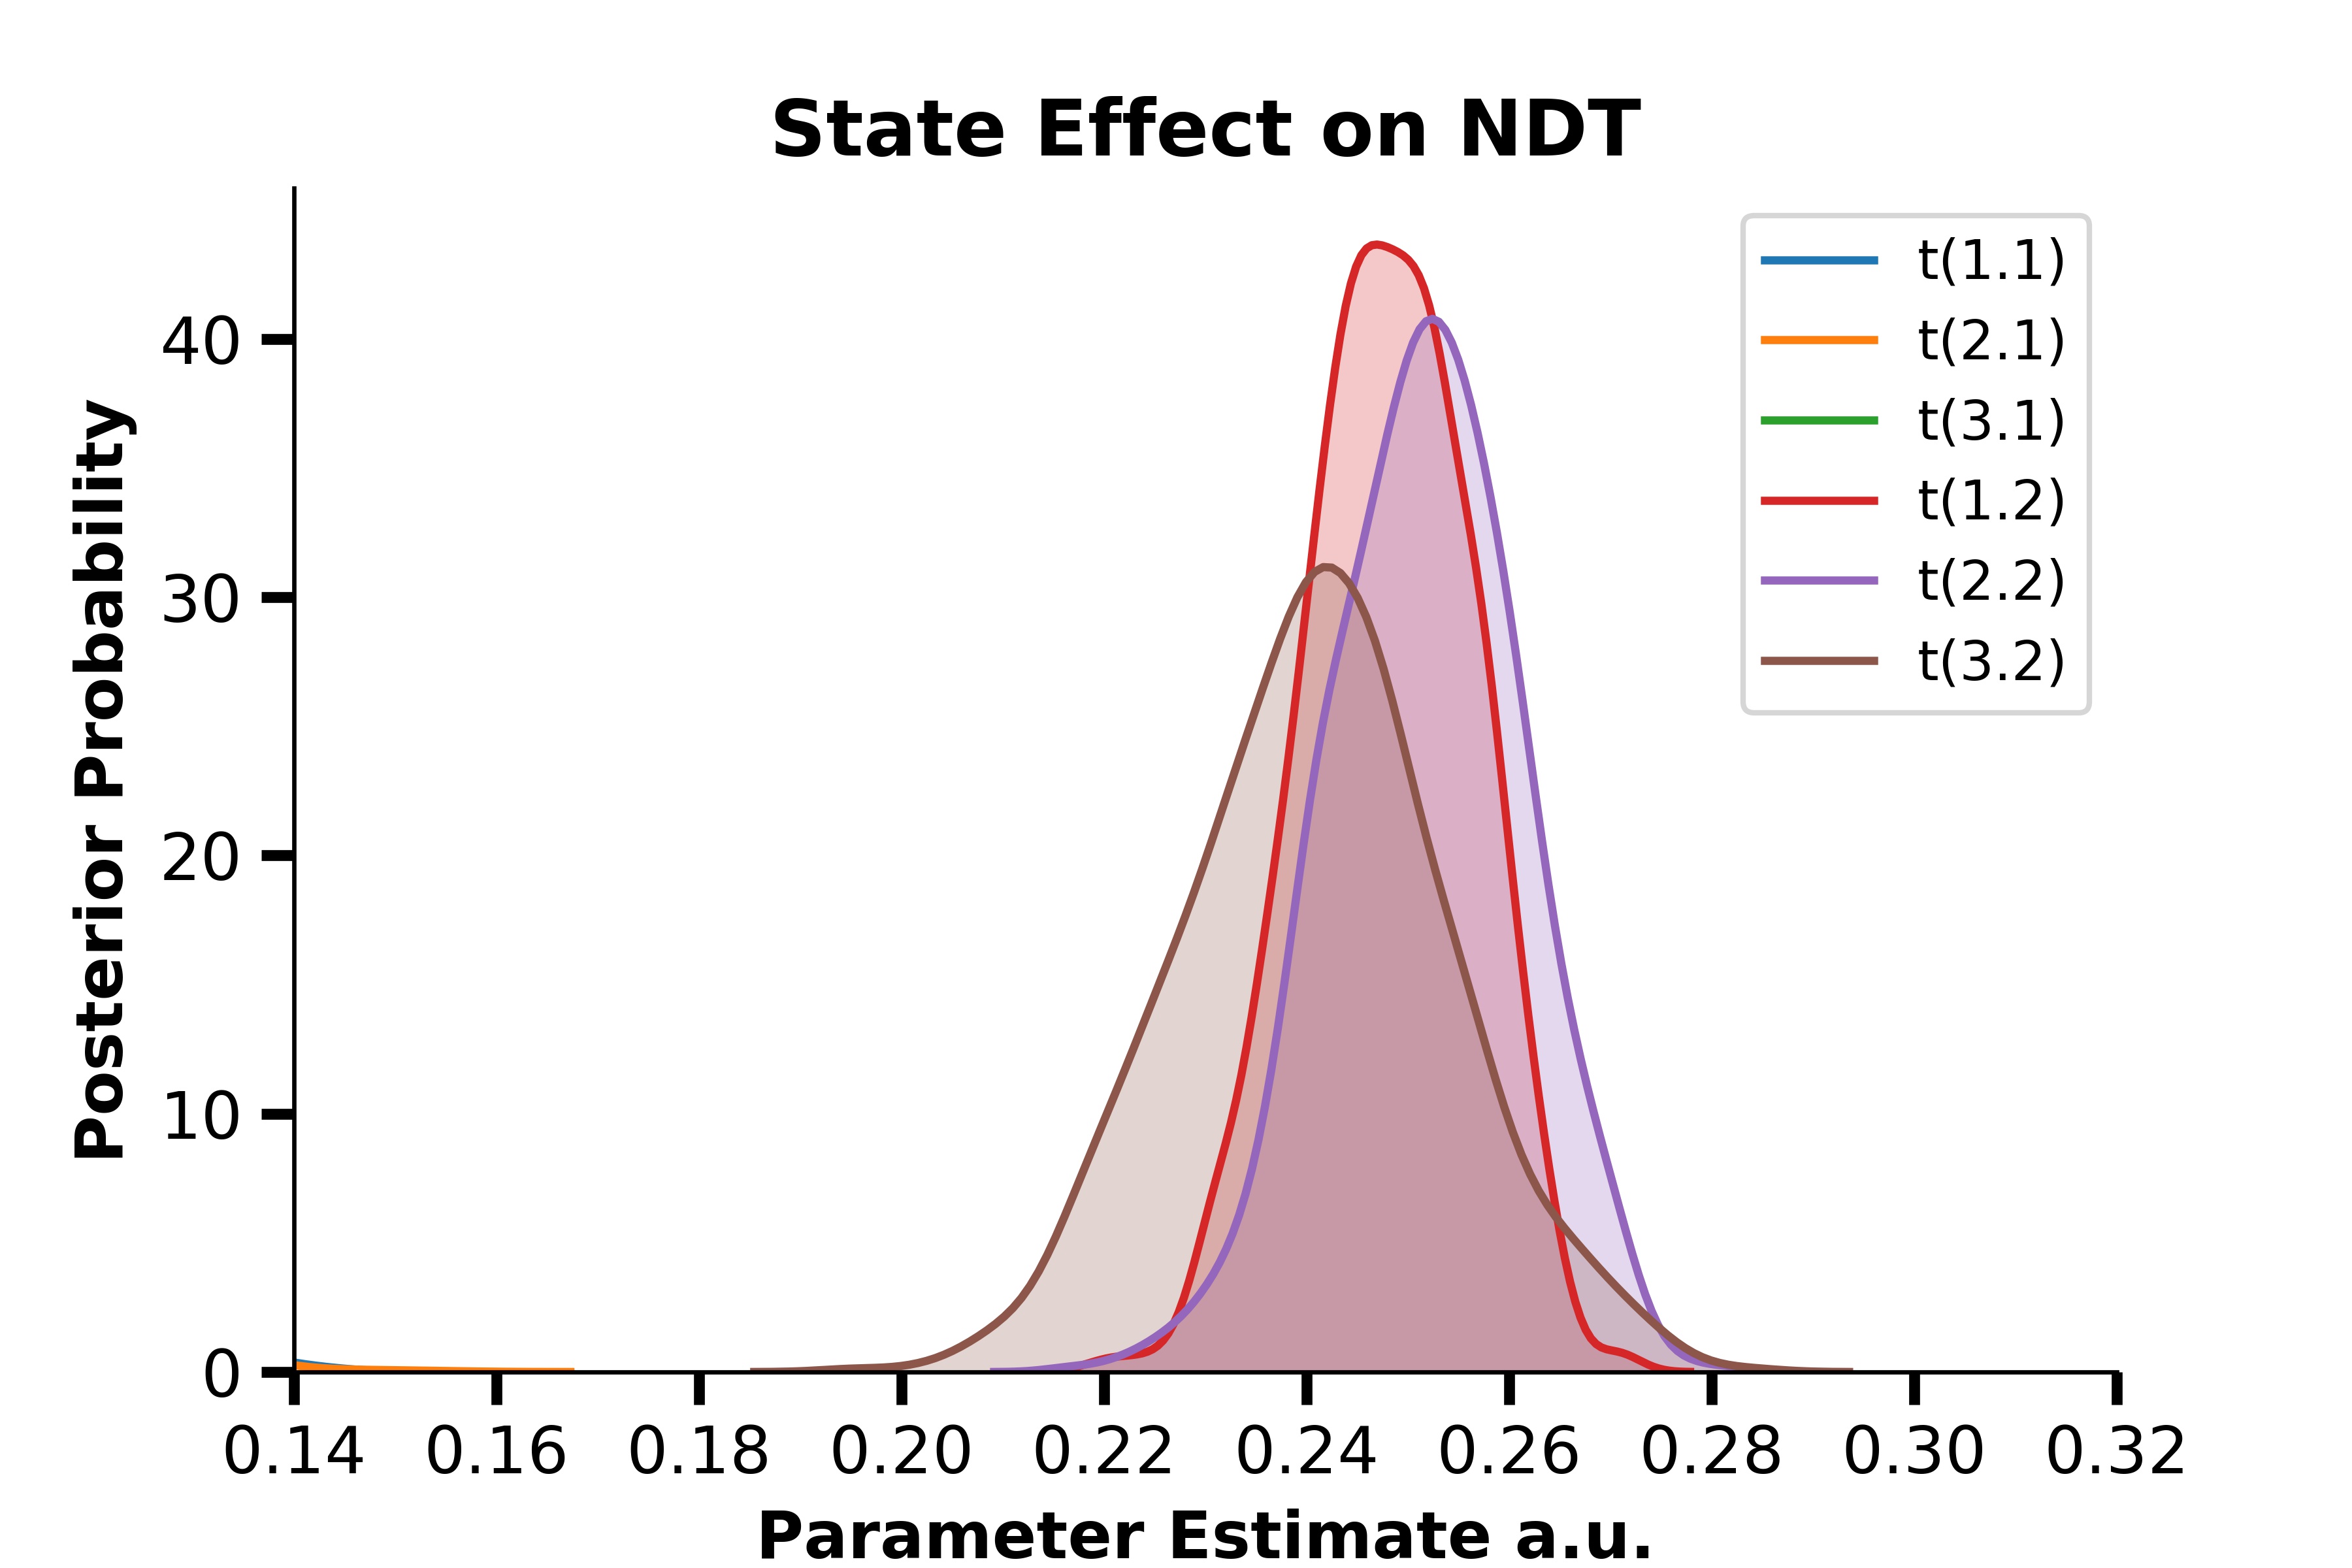 State Effect on NDT
Posterior Probability
40
30
20
10
0
0.14 0.16 0.18 0.20 0.22 0.24 0.26 0.28 0.30 0.32
Parameter Estimate a.u.
t(1.1)
t(2.1)
t(3.1)
t(1.2)
t(2.2)
t(3.2)